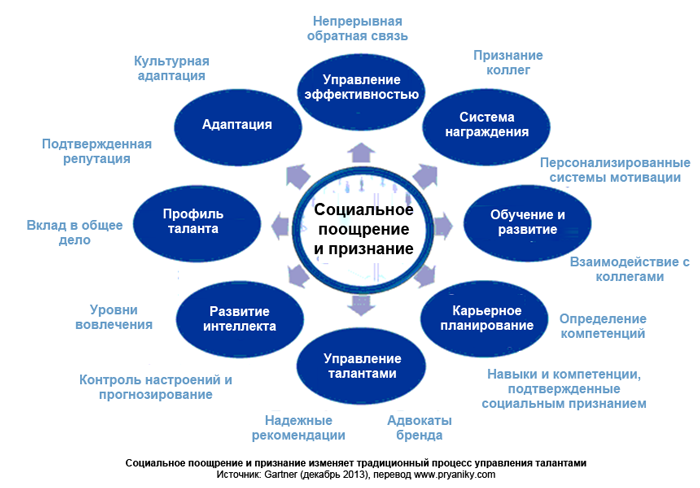 Непрерывная
обратная связь
Культурная
адаптация
Признание
коллег
Управление
эффективностью
Адаптация
Система
награждения
Подтвержденная
репутация
Персонализированные
системы мотивации
Профиль
таланта
Социальное
поощрение
и признание
Обучение и
развитие
Вклад в общее
дело
Взаимодействие с
коллегами
Уровни
вовлечения
Развитие
интеллекта
Карьерное
планирование
Определение
компетенций
Управление
талантами
Контроль настроений и
прогнозирование
Навыки и компетенции,
подтвержденные
социальным признанием
Надежные
рекомендации
Адвокаты
бренда
Социальное поощрение и признание изменяет традиционный процесс управления талантами
Источник: Gartner (декабрь 2013), перевод www.pryaniky.com